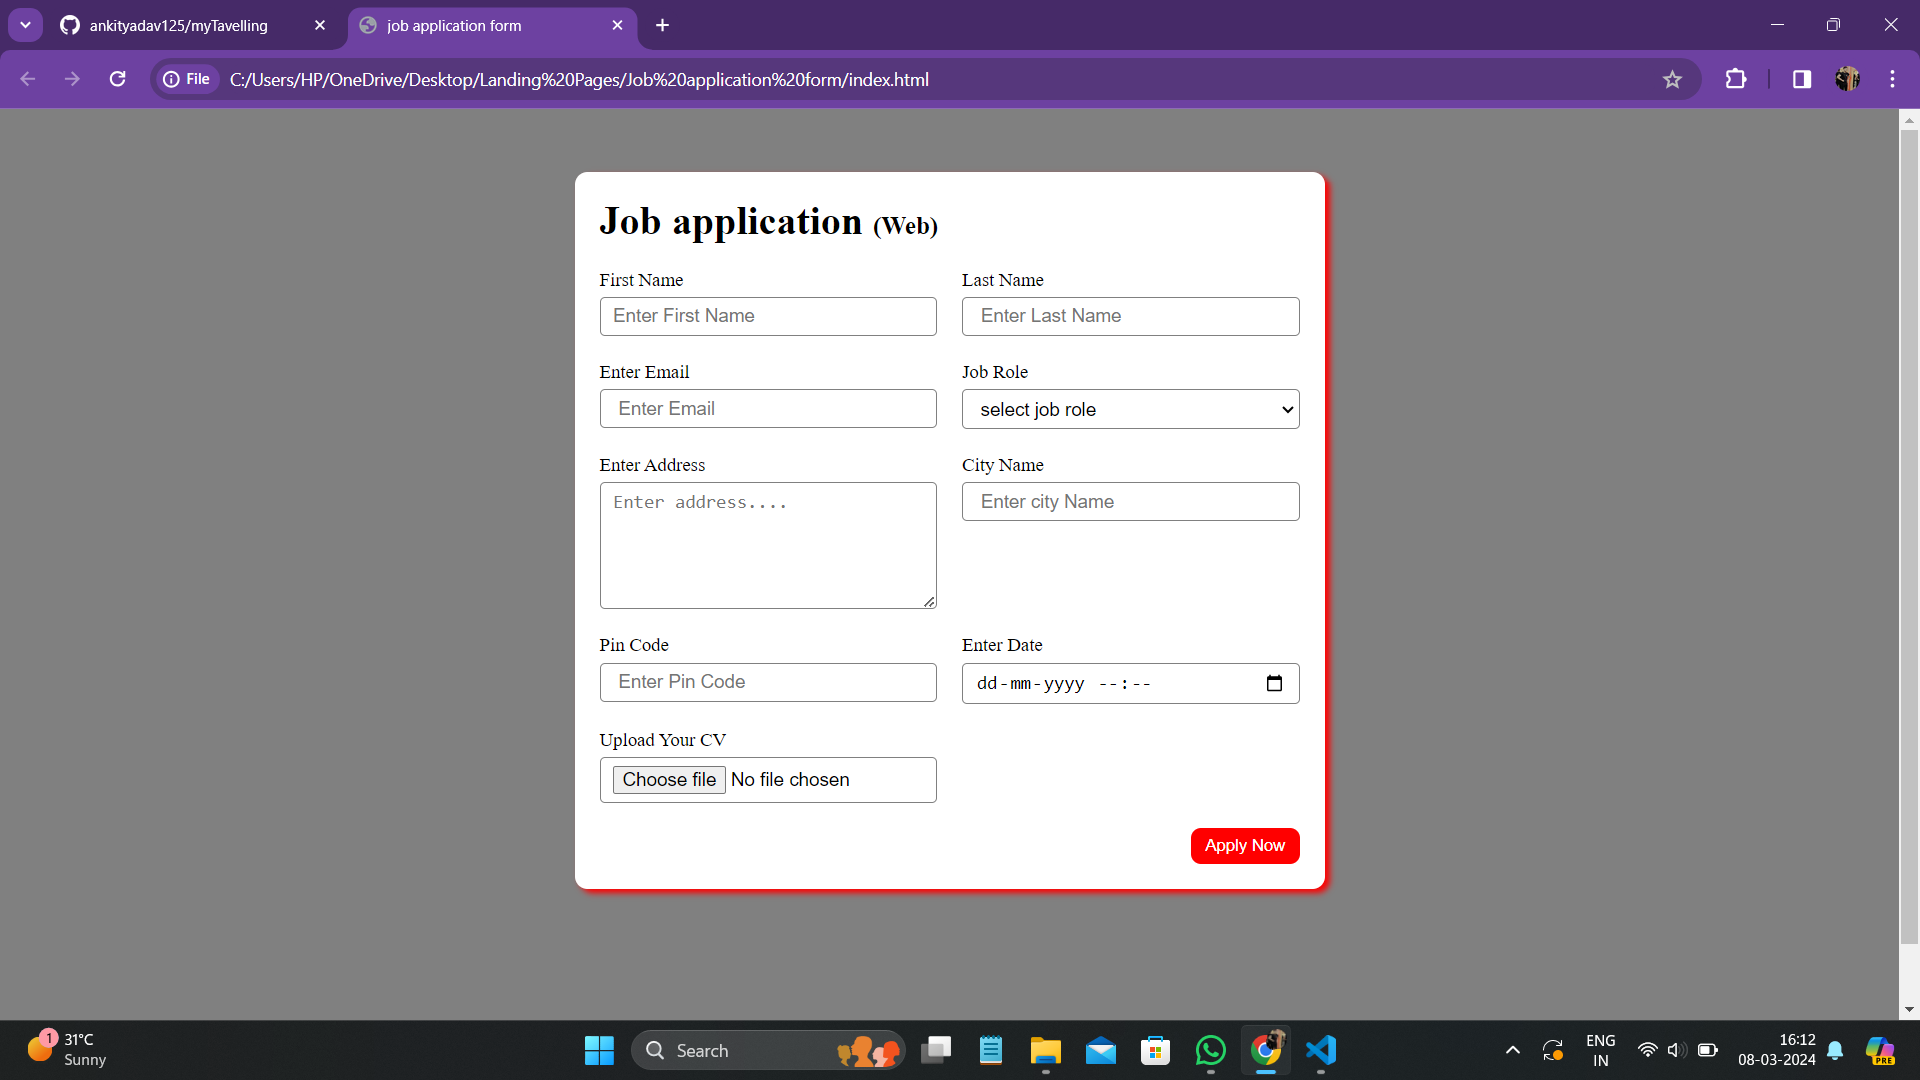 ankityadav125/myTavelling
job application form
File
C:/Users/HP/OneDrive/Desktop/Landing%20Pages/Job%20application%20form/index.html
Job application (Web)
First Name
Last Name
Enter First Name
Enter Last Name
Enter Email
Job Role
Enter Email
select job role
Enter Address
City Name
Enter address....
Enter city Name
Pin Code
Enter Date
Enter Pin Code
dd-mm-yyyy --:--
Upload Your CV
Choose file No file chosen
Apply Now
1
31°C
Sunny
Search
ENG
IN
16:12
08-03-2024
PRE